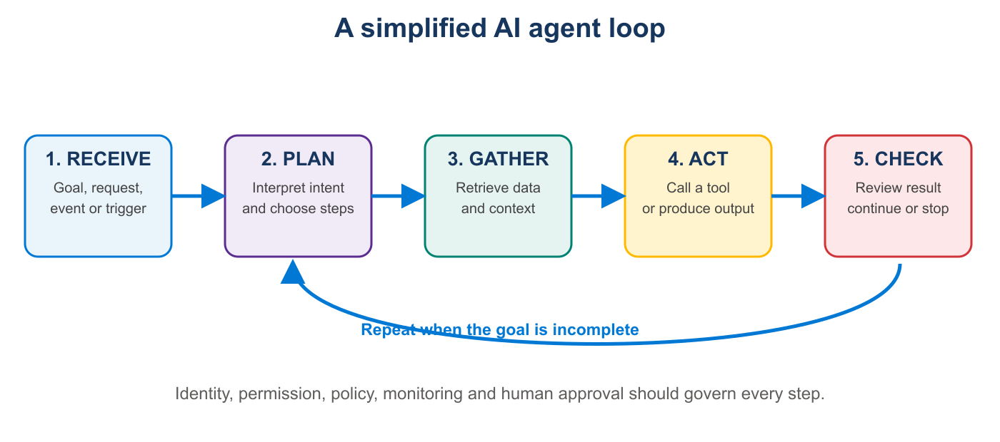 A simplified AI agent loop
1. RECEIVE
Goal, request,
event or trigger
2. PLAN
Interpret intent
and choose steps
3. GATHER
Retrieve data
and context
4. ACT
Call a tool
or produce output
5. CHECK
Review result
continue or stop
Repeat when the goal is incomplete
Identity, permission, policy, monitoring and human approval should govern every step.